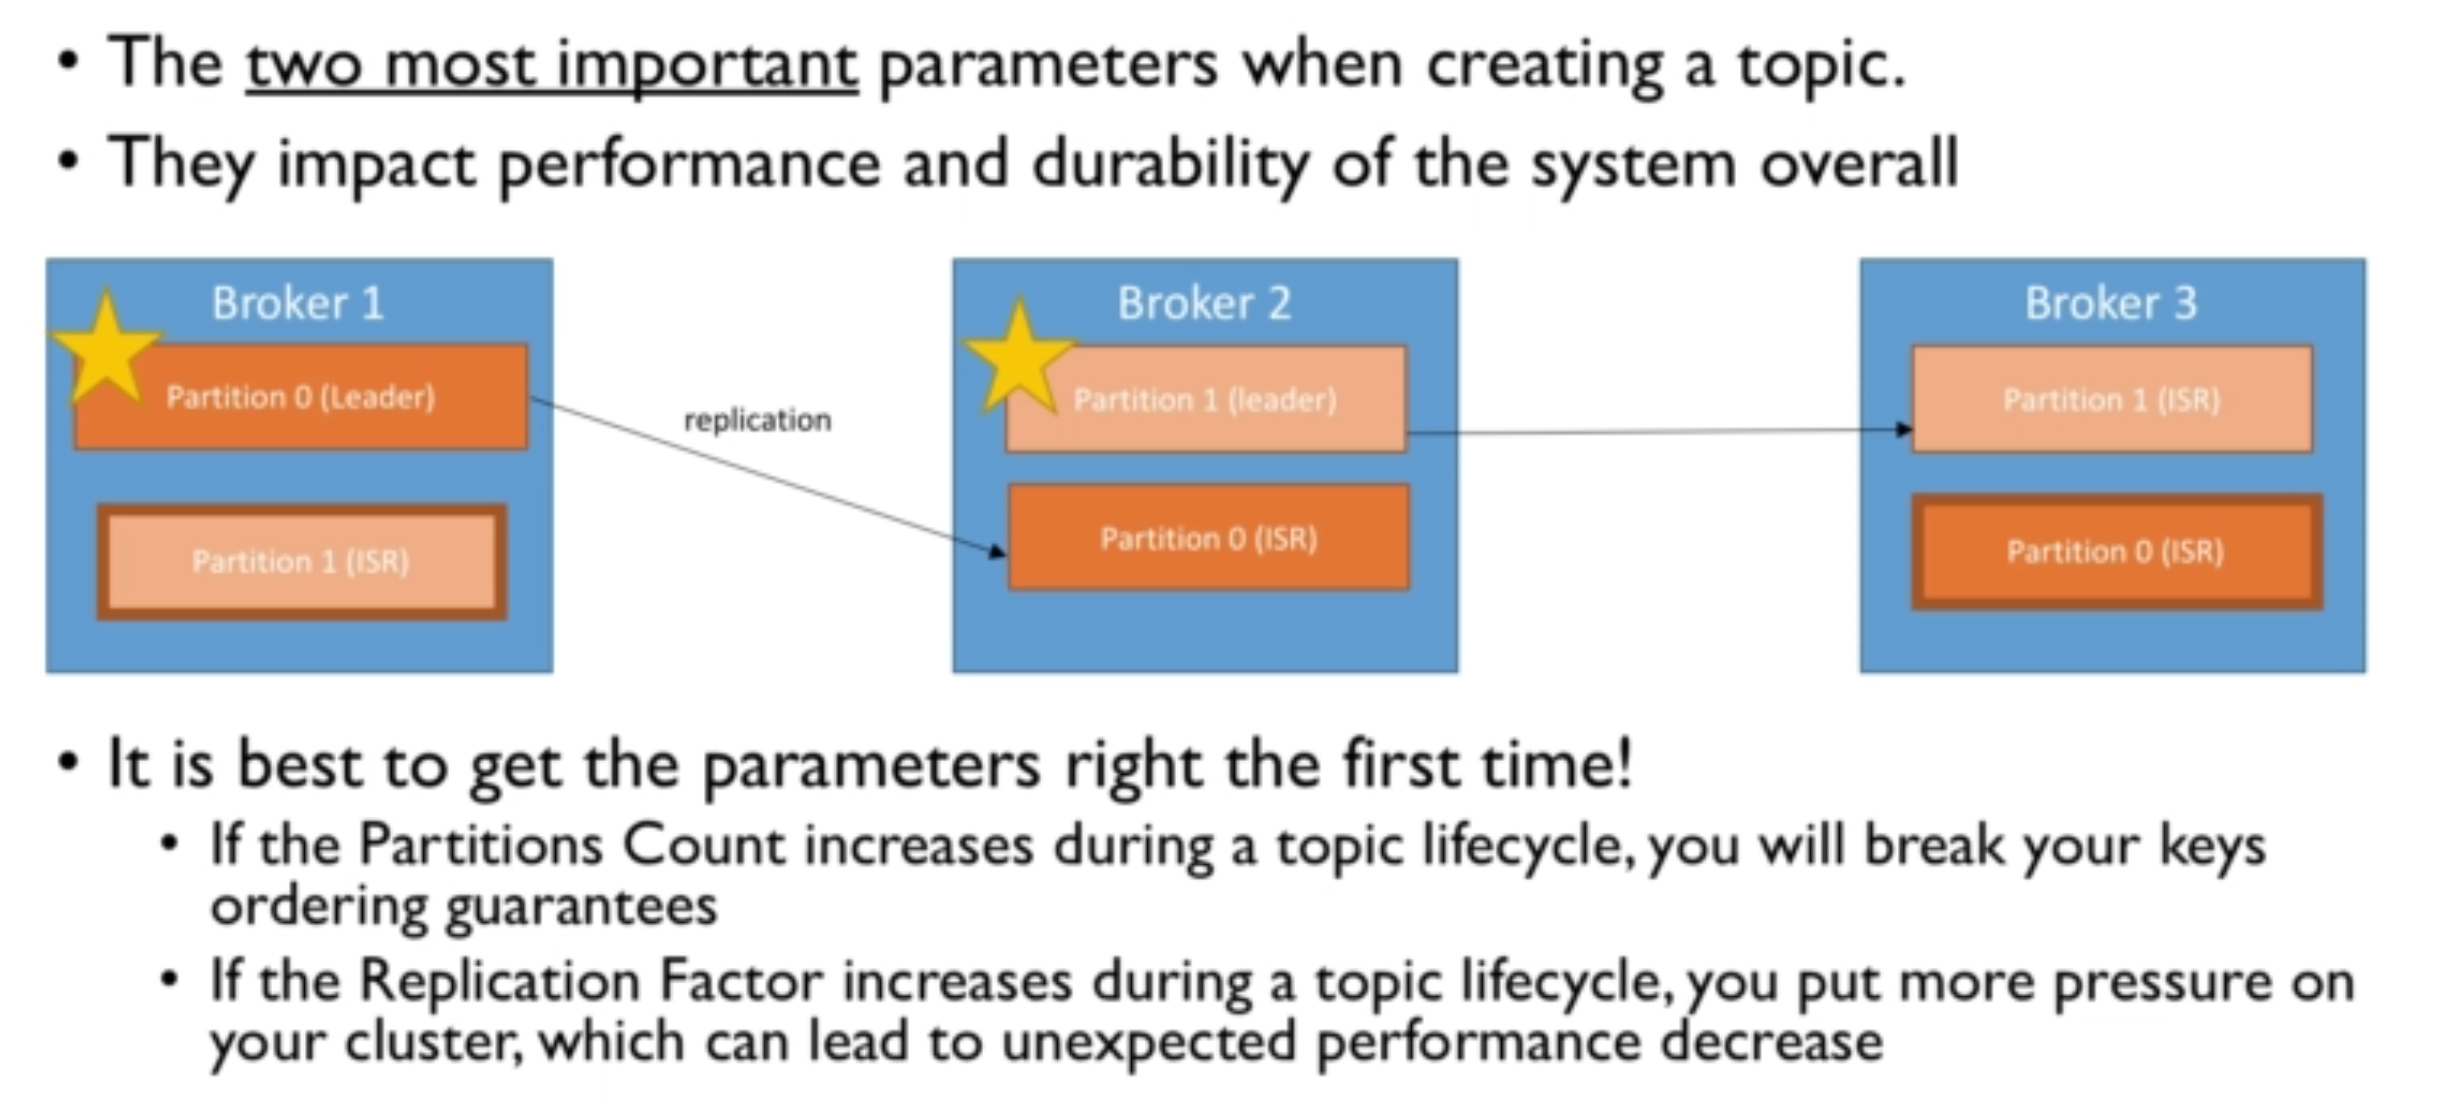 • The two most important parameters when creating a topic.
• They impact performance and durability of the system overall
Broker 1
Partition 0 (Leader)
Partition 1 (ISR)
replication
Broker 2
Partition 1 (leader)
Partition 0 (ISR)
Broker 3
Partition 1 (ISR)
Partition 0 (ISR)
• It is best to get the parameters right the first time!
• If the Partitions Count increases during a topic lifecycle, you will break your keys
ordering guarantees
• If the Replication Factor increases during a topic lifecycle, you put more pressure on
your cluster, which can lead to unexpected performance decrease